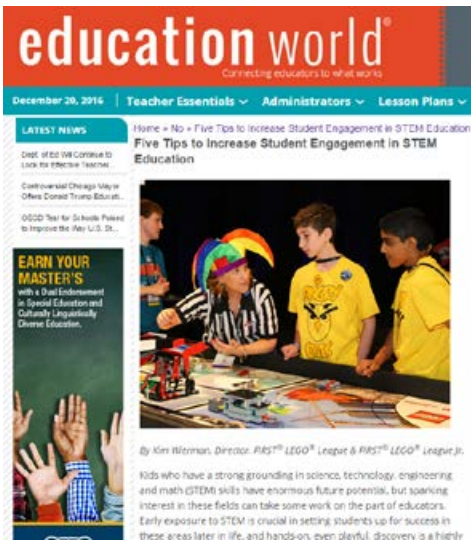 education world®
Connecting educators to what works
December 20, 2016 | Teacher Essentials Administrators Lesson Plans
LATEST NEWS
Dept. of Ed Will Continue to
Look for Effective Teacher...
Controversial Chicago Mayor
Offers Donald Trump Educati...
OECD Test for Schools Poised
to Improve the Way U.S. St...
EARN YOUR
MASTER'S
with a Dual Endorsement
in Special Education and
Culturally Linguistically
Diverse Education.
Home » No » Five Tips to Increase Student Engagement in STEM Education
Five Tips to Increase Student Engagement in STEM
Education
By Kim Wierman, Director, FIRST® LEGO® League & FIRST® LEGO® League Jr.
Kids who have a strong grounding in science, technology, engineering
and math (STEM) skills have enormous future potential, but sparking
interest in these fields can take some work on the part of educators.
Early exposure to STEM is crucial in setting students up for success in
these areas later in life, and hands-on, even playful, discovery is a highly